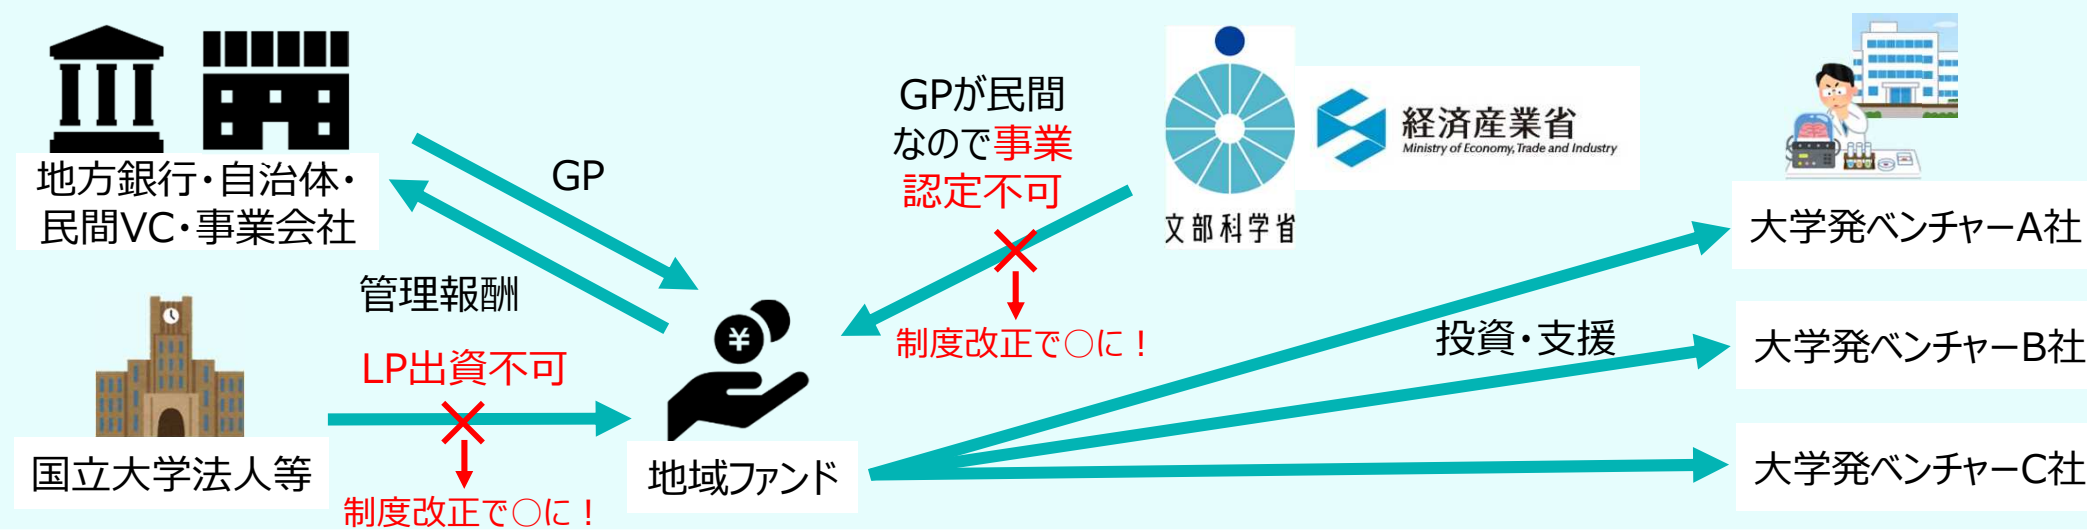 地方銀行・自治体・
民間VC・事業会社
GP
管理報酬
国立大学法人等
LP出資不可
制度改正で〇に！
¥
地域ファンド
GPが民間
なので事業
認定不可
制度改正で〇に！
文部科学省
経済産業省
Ministry of Economy, Trade and Industry
投資・支援
大学発ベンチャーA社
大学発ベンチャーB社
大学発ベンチャーC社